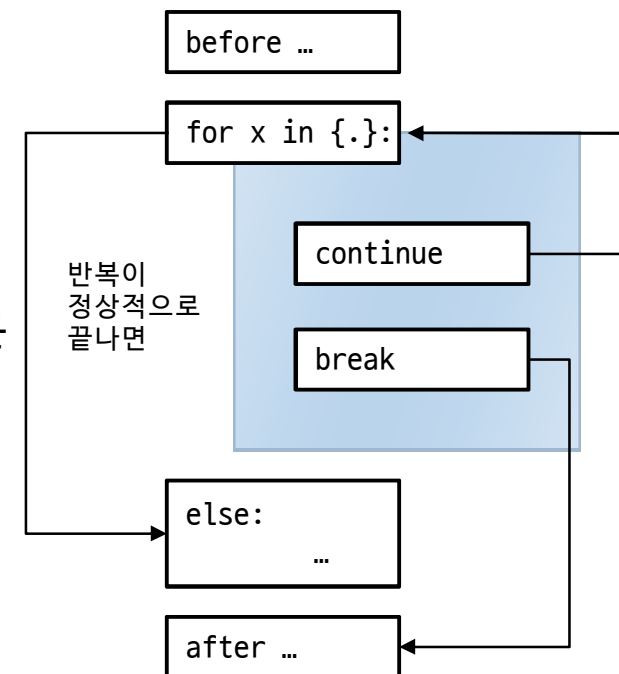 before …
for x in {.}:
continue
반복이
정상적으로
끝나면
break
else:
…
after …